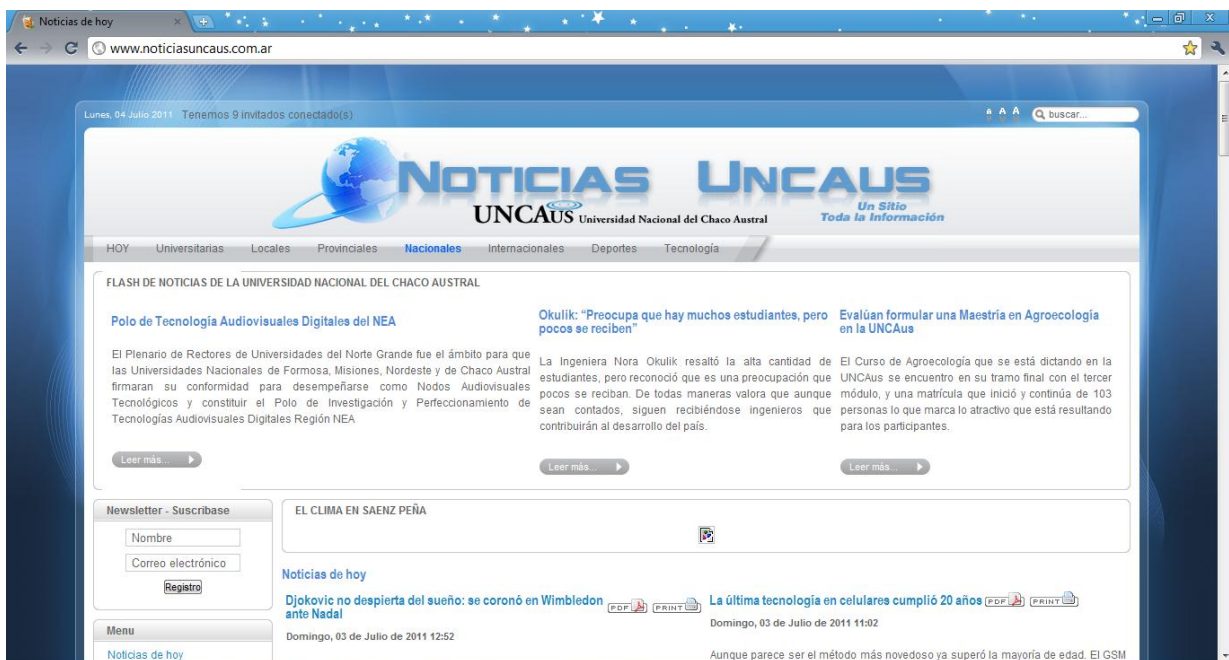 Noticias de hoy
www.noticiasuncaus.com.ar
Lunes, 04 Julio 2011 Tenemos 9 invitados conectado(s)
A A A buscar...
NOTICIAS UNCAUS
UNCAUS Universidad Nacional del Chaco Austral
Un Sitio
Toda la Información
HOY Universitarias Locales Provinciales Nacionales Internacionales Deportes Tecnología
FLASH DE NOTICIAS DE LA UNIVERSIDAD NACIONAL DEL CHACO AUSTRAL
Polo de Tecnología Audiovisuales Digitales del NEA
El Plenario de Rectores de Universidades del Norte Grande fue el ámbito para que
las Universidades Nacionales de Formosa, Misiones, Nordeste y de Chaco Austral
firmaran su conformidad para desempeñarse como Nodos Audiovisuales
Tecnológicos y constituir el Polo de Investigación y Perfeccionamiento de
Tecnologías Audiovisuales Digitales Región NEA
Leer más...
Okulik: “Preocupa que hay muchos estudiantes, pero
pocos se reciben”
La Ingeniera Nora Okulik resaltó la alta cantidad de
estudiantes, pero reconoció que es una preocupación que
pocos se reciban. De todas maneras valora que aunque
sean contados, siguen recibiéndose ingenieros que
contribuirán al desarrollo del país.
Leer más...
Evalúan formular una Maestría en Agroecología
en la UNCAus
El Curso de Agroecología que se está dictando en la
UNCAus se encuentro en su tramo final con el tercer
módulo, y una matrícula que inició y continúa de 103
personas lo que marca lo atractivo que está resultando
para los participantes.
Leer más...
Newsletter - Suscribase
Nombre
Correo electrónico
Registro
Menu
Noticias de hoy
EL CLIMA EN SAENZ PEÑA
Noticias de hoy
Djokovic no despierta del sueño: se coronó en Wimbledon
ante Nadal
PDF PRINT
Domingo, 03 de Julio de 2011 12:52
La última tecnología en celulares cumplió 20 años PDF PRINT
Domingo, 03 de Julio de 2011 11:02
Aunque parece ser el método más novedoso ya superó la mayoría de edad. El GSM